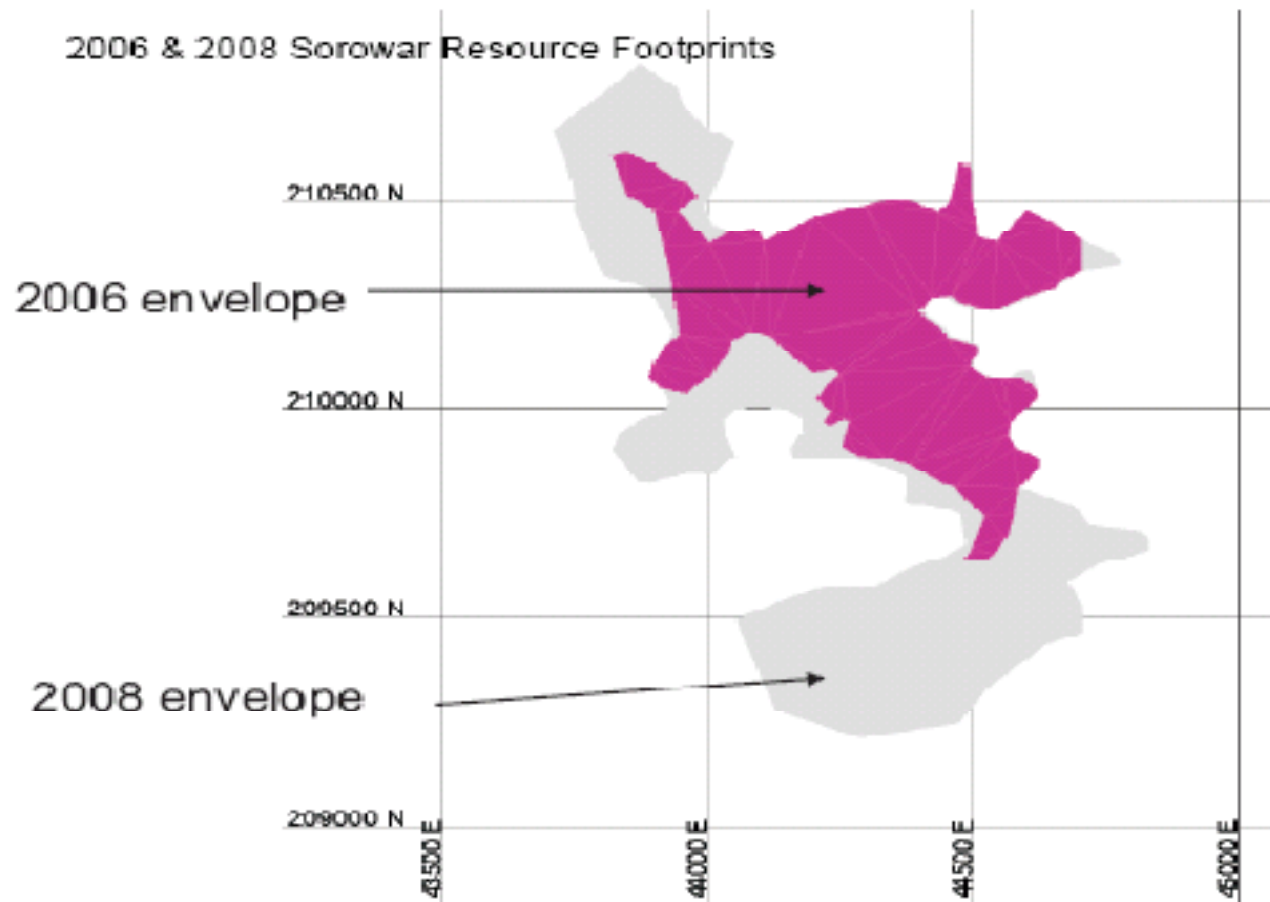 2006 & 2008 Sorowar Resource Footprints
210500 N
2006 envelope
210000 N
209500 N
2008 envelope
209000 N
43500 E
44000 E
44500 E
45000 E